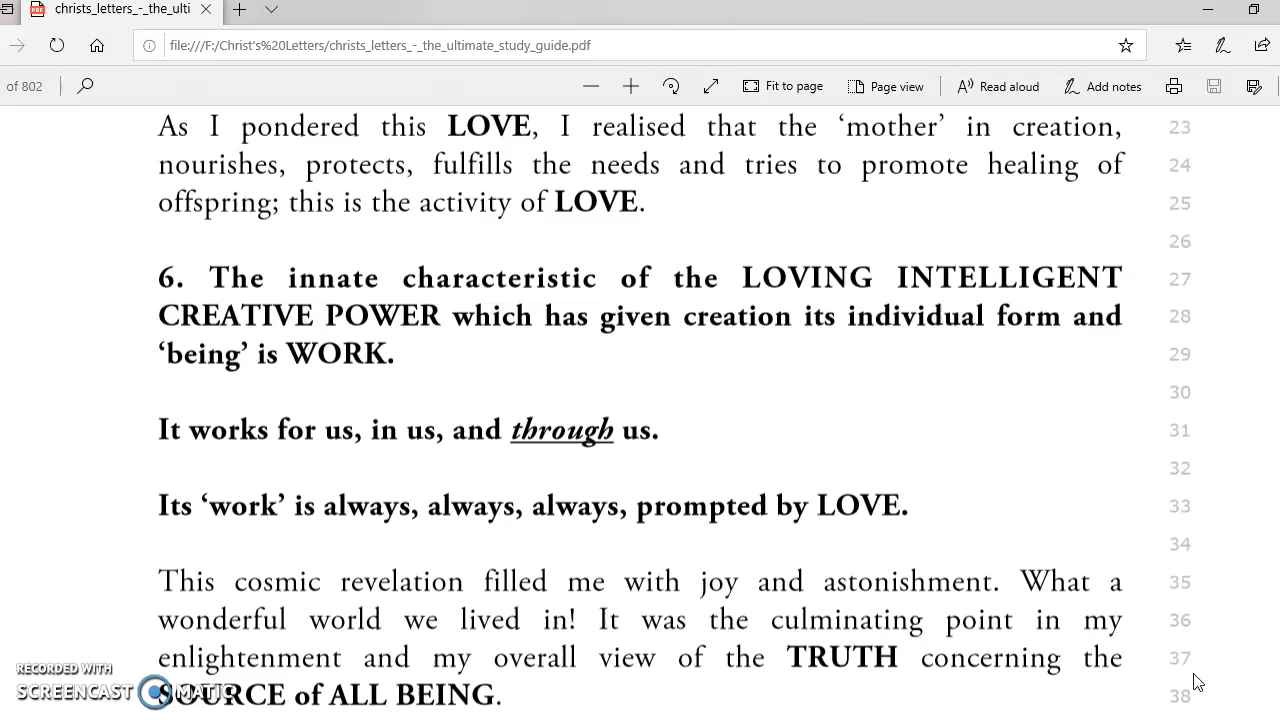 christs_letters_-_the_ulti
file:///F:/Christ's%20Letters/christs_letters_-_the_ultimate_study_guide.pdf
of 802 Fit to page Page view Read aloud Add notes
As I pondered this LOVE, I realised that the ‘mother’ in creation, 23
nourishes, protects, fulfills the needs and tries to promote healing of 24
offspring; this is the activity of LOVE. 25
26
6. The innate characteristic of the LOVING INTELLIGENT 27
CREATIVE POWER which has given creation its individual form and 28
‘being’ is WORK. 29
30
It works for us, in us, and through us. 31
32
Its ‘work’ is always, always, always, prompted by LOVE. 33
34
This cosmic revelation filled me with joy and astonishment. What a 35
wonderful world we lived in! It was the culminating point in my 36
enlightenment and my overall view of the TRUTH concerning the 37
SOURCE of ALL BEING. 38
RECORDED WITH
SCREENCAST MATIC